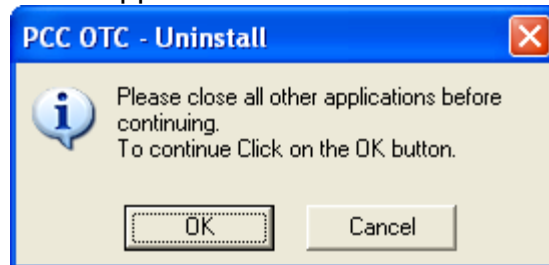 PCC OTC - Uninstall
Please close all other applications before
continuing.
To continue Click on the OK button.
OK
Cancel